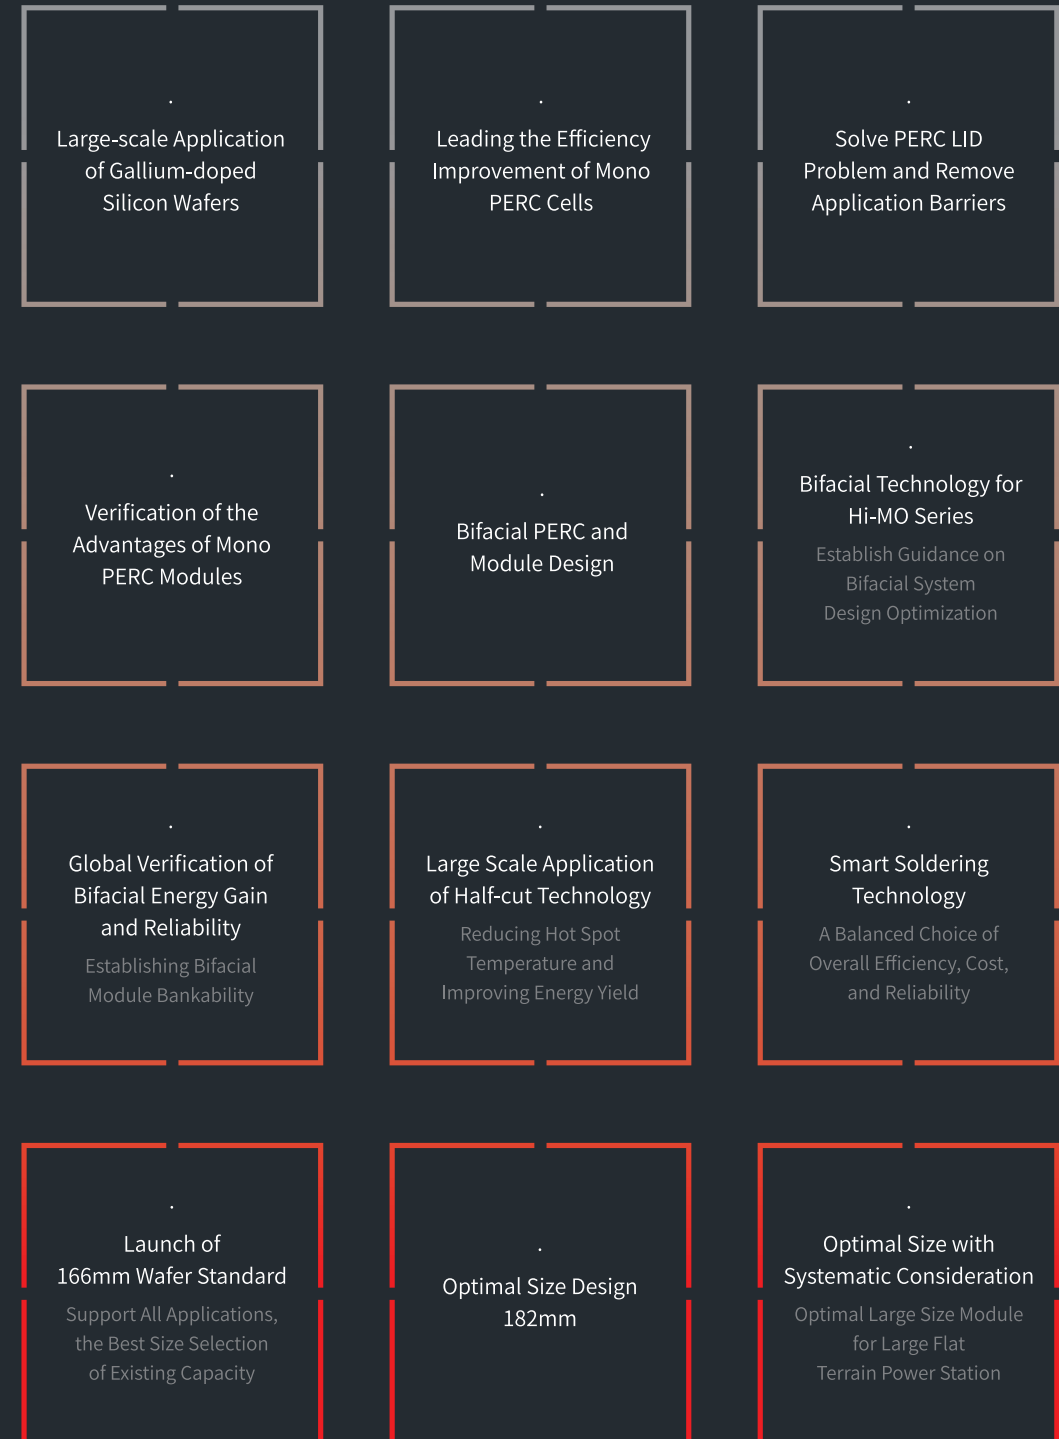 Large-scale Application
of Gallium-doped
Silicon Wafers
Leading the Efficiency
Improvement of Mono
PERC Cells
Solve PERC LID
Problem and Remove
Application Barriers
Verification of the
Advantages of Mono
PERC Modules
Bifacial PERC and
Module Design
Bifacial Technology for
Hi-MO Series
Establish Guidance on
Bifacial System
Design Optimization
Global Verification of
Bifacial Energy Gain
and Reliability
Establishing Bifacial
Module Bankability
Large Scale Application
of Half-cut Technology
Reducing Hot Spot
Temperature and
Improving Energy Yield
Smart Soldering
Technology
A Balanced Choice of
Overall Efficiency, Cost,
and Reliability
Launch of
166mm Wafer Standard
Support All Applications,
the Best Size Selection
of Existing Capacity
Optimal Size Design
182mm
Optimal Size with
Systematic Consideration
Optimal Large Size Module
for Large Flat
Terrain Power Station